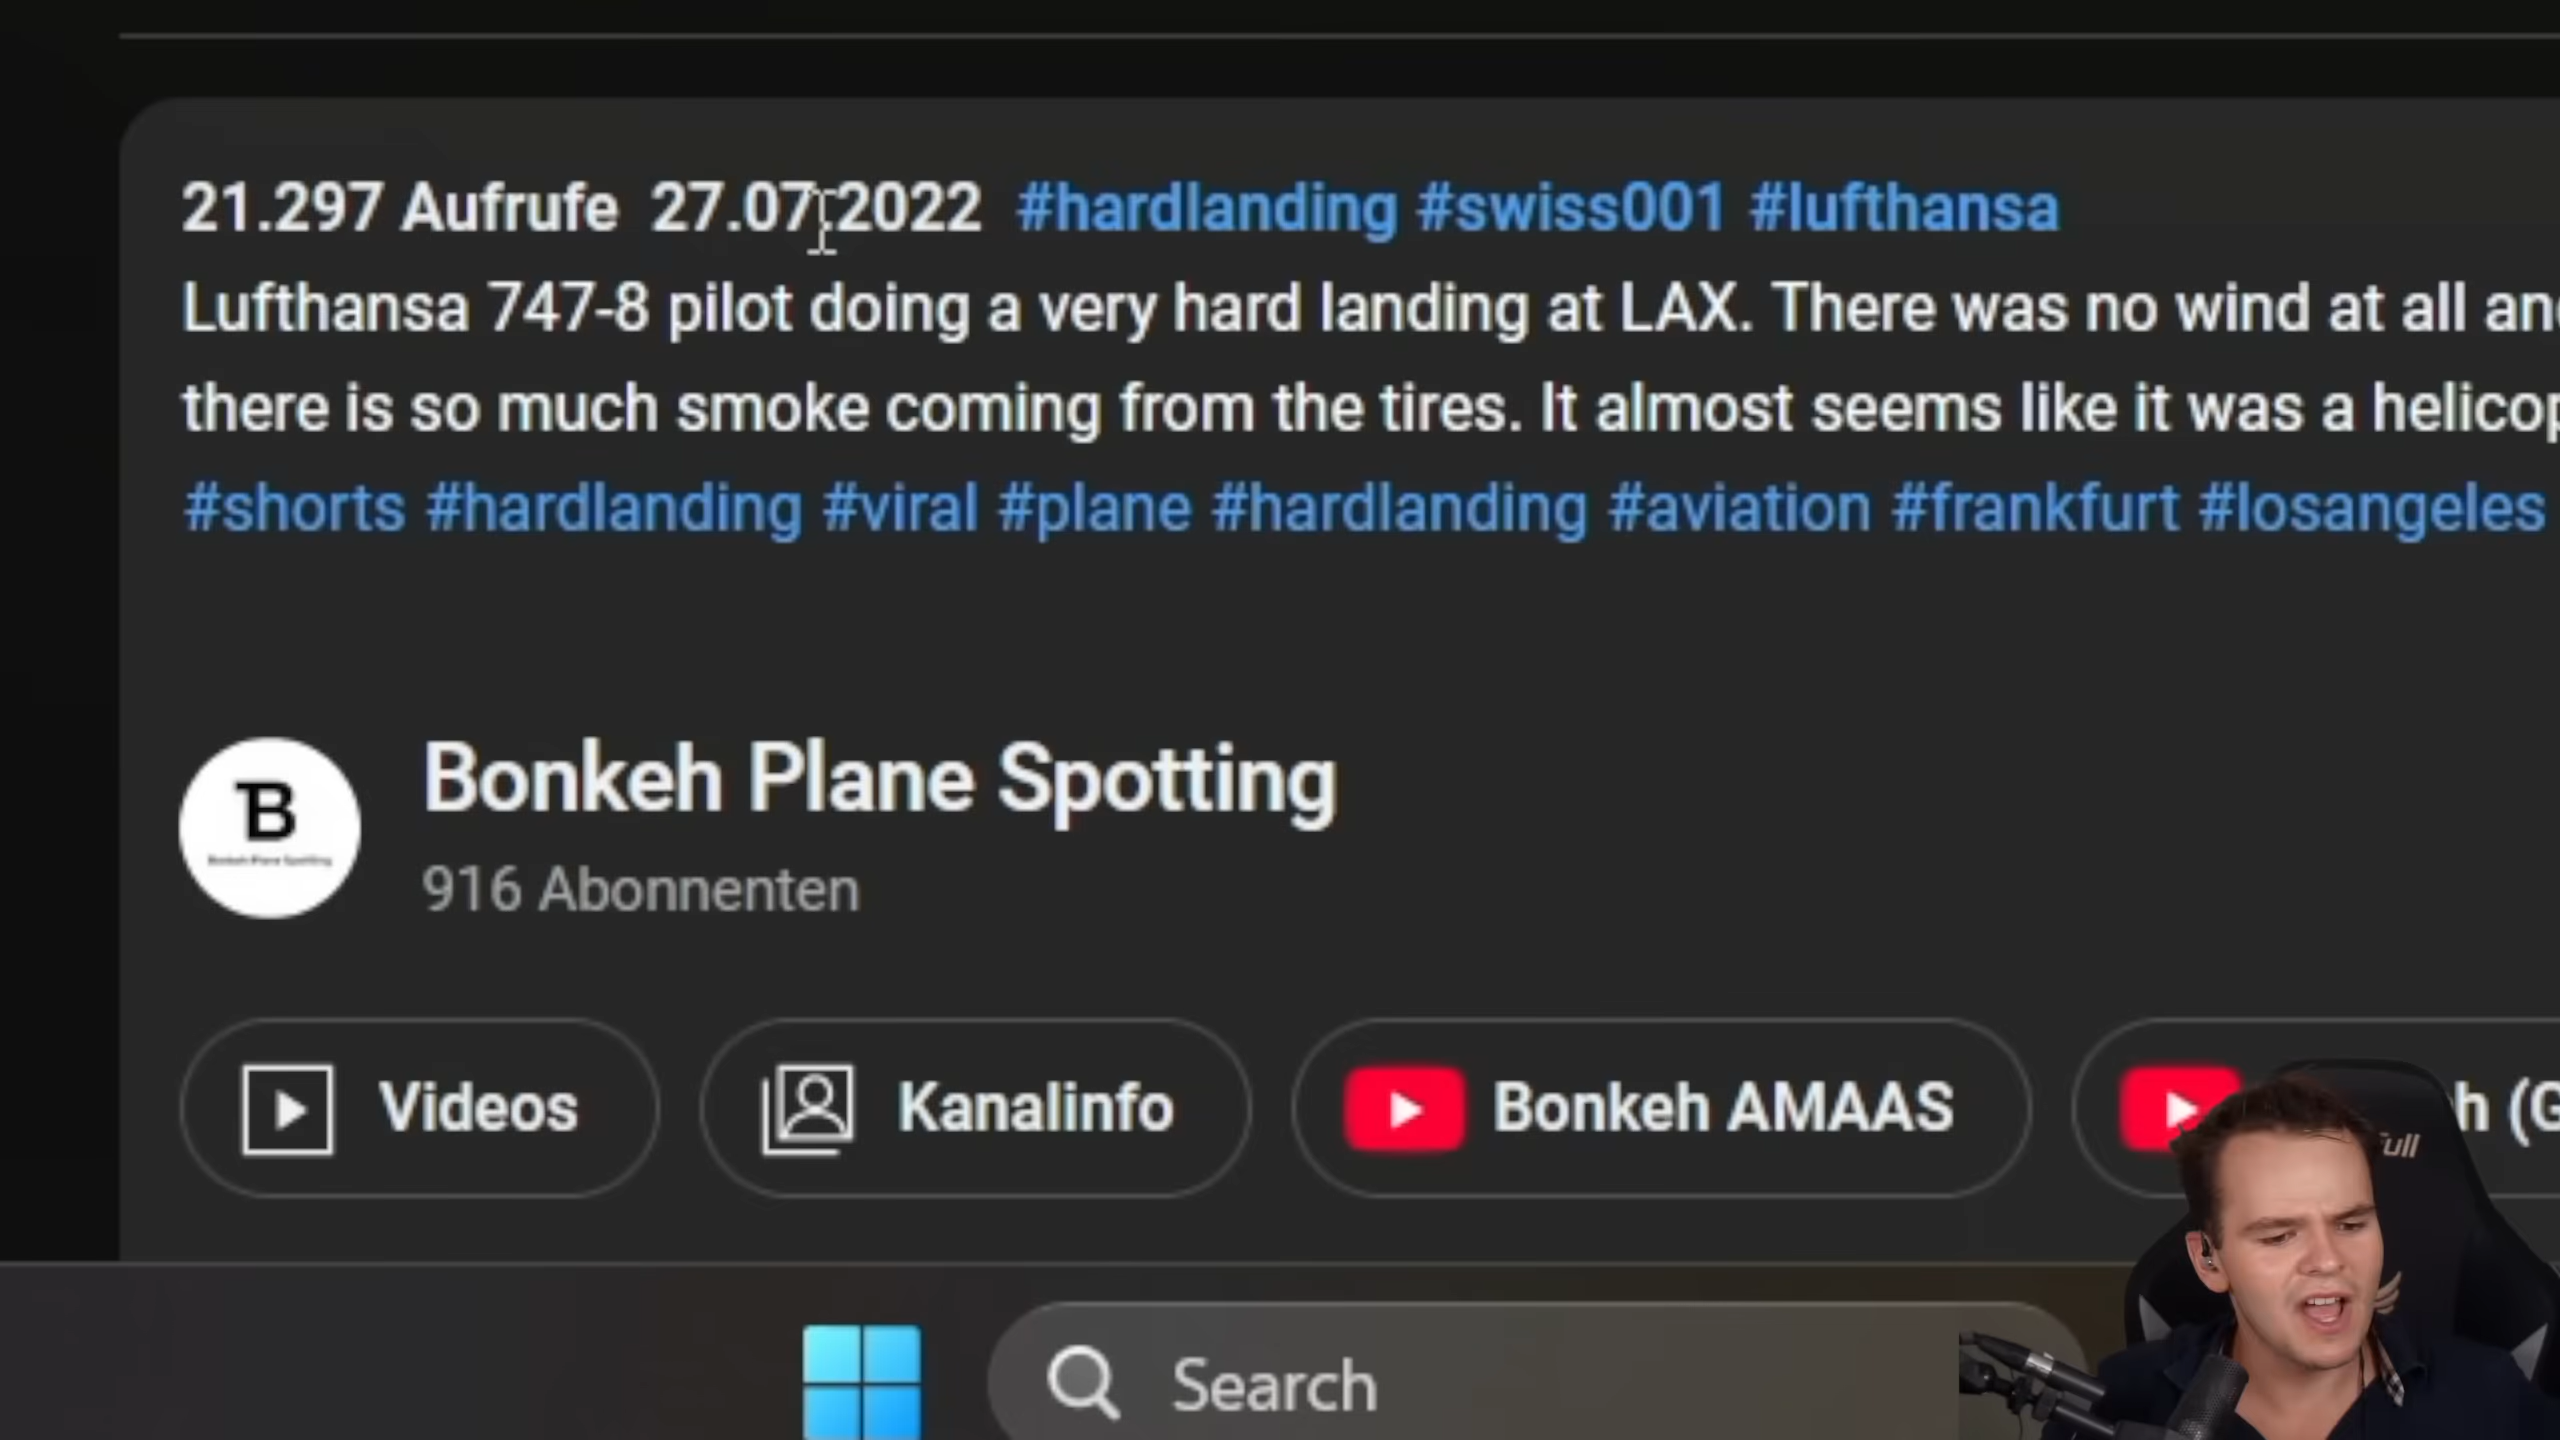 21.297 Aufrufe 27.07.2022 #hardlanding #swiss001 #lufthansa
Lufthansa 747-8 pilot doing a very hard landing at LAX. There was no wind at all
there is so much smoke coming from the tires. It almost seems like it was a
#shorts #hardlanding #viral #plane #hardlanding #aviation #frankfurt #losangeles
B
Bonkeh Plane Spotting
Bonkeh Plane Spotting
916 Abonnenten
Videos
Kanalinfo
Bonkeh AMAAS
h (G
Search